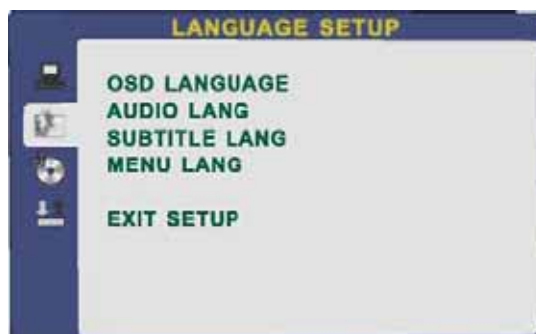 LANGUAGE SETUP
OSD LANGUAGE
AUDIO LANG
SUBTITLE LANG
MENU LANG
EXIT SETUP